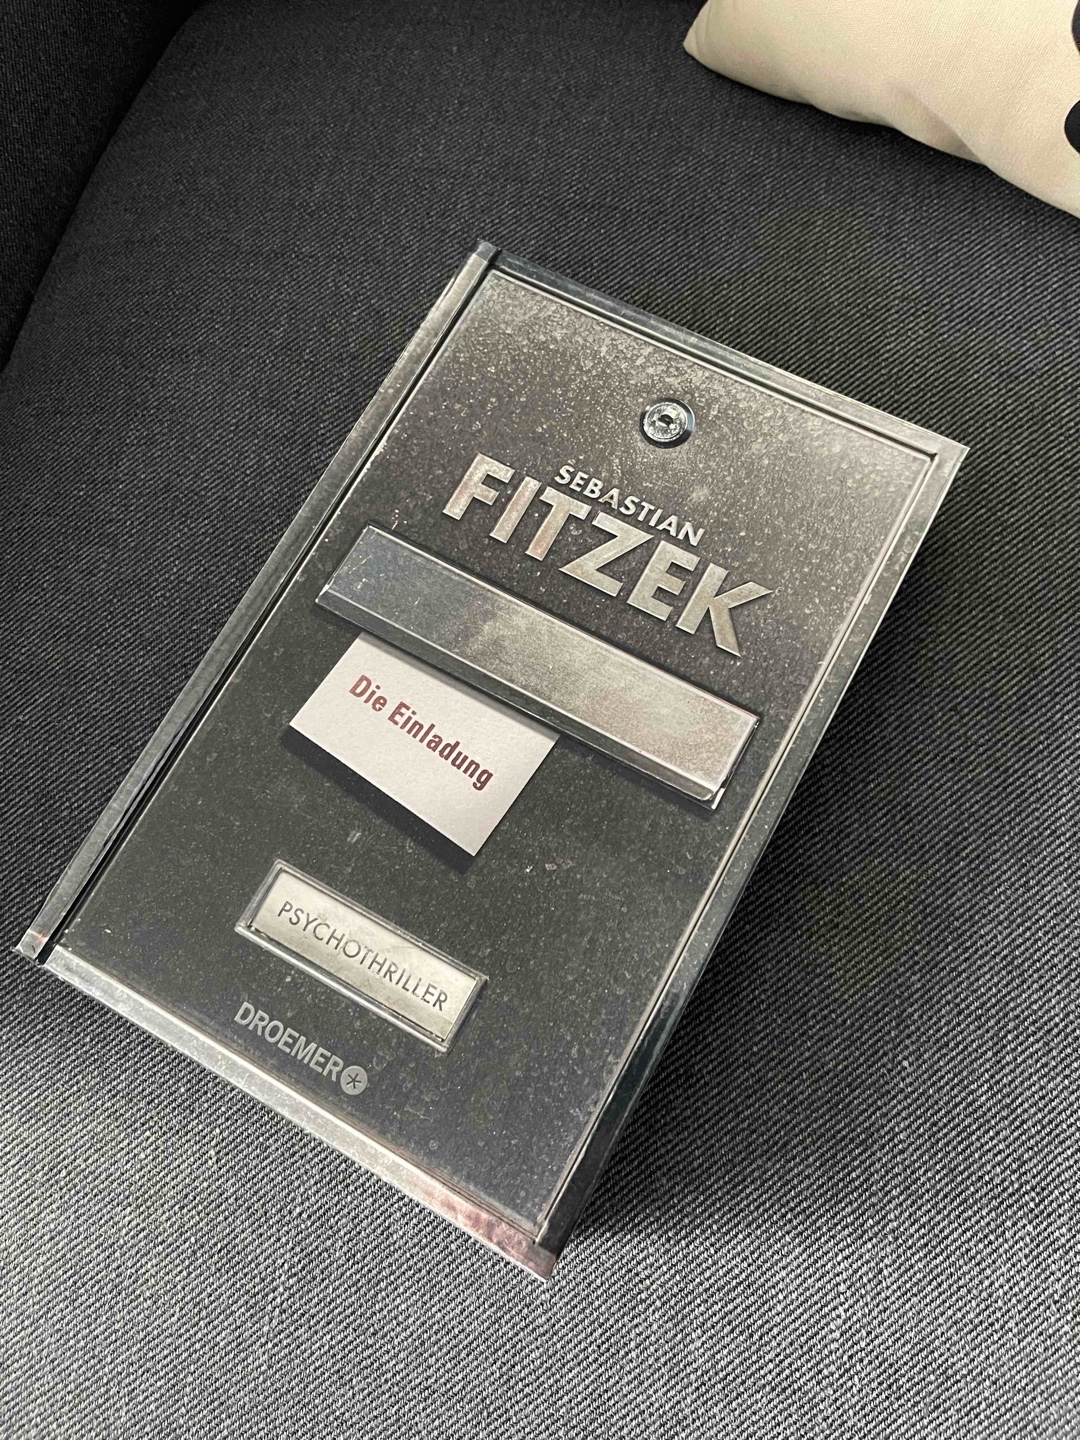 SEBASTIAN
FITZEK
Die Einladung
PSYCHOTHRILLER
DROEMER